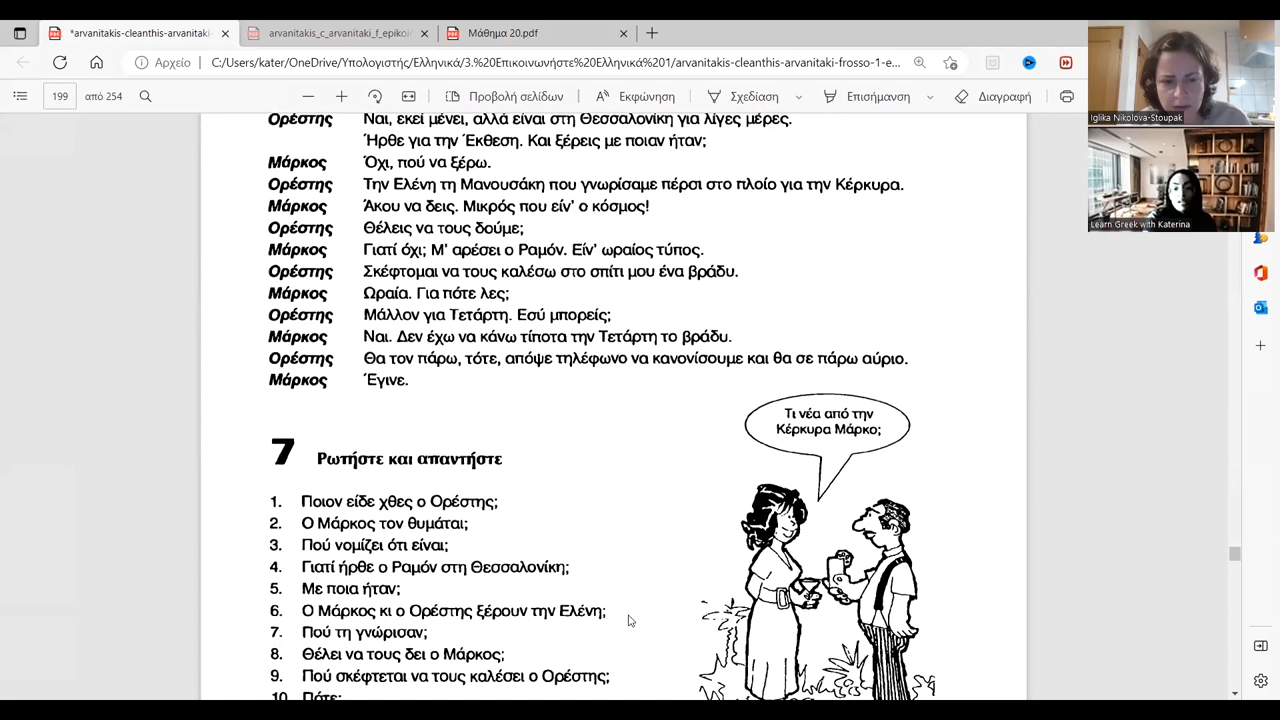 *arvanitakis-cleanthis-arvanitaki-
arvanitakis_c_arvanitaki_f_epikoi
Μάθημα 20.pdf
Αρχείο
C:/Users/kater/OneDrive/Υπολογιστής/Ελληνικά/3.%20Επικοινωνήστε%20Ελληνικά%201/arvanitakis-cleanthis-arvanitaki-frosso-1-e...
199
από 254
Προβολή σελίδων
Εκφώνηση
Σχεδίαση
Επισήμανση
Διαγραφή
Iglika Nikolova-Stoupak
Learn Greek with Katerina
Ορέστης Ναι, εκεί μένει, αλλά είναι στη Θεσσαλονίκη για λίγες μέρες.
Ήρθε για την Έκθεση. Και ξέρεις με ποιαν ήταν;
Μάρκος Όχι, πού να ξέρω.
Ορέστης Την Ελένη τη Μανουσάκη που γνωρίσαμε πέρσι στο πλοίο για την Κέρκυρα.
Μάρκος Άκου να δεις. Μικρός που είν' ο κόσμος!
Ορέστης Θέλεις να τους δούμε;
Μάρκος Γιατί όχι; Μ' αρέσει ο Ραμόν. Είν' ωραίος τύπος.
Ορέστης Σκέφτομαι να τους καλέσω στο σπίτι μου ένα βράδυ.
Μάρκος Ωραία. Για πότε λες;
Ορέστης Μάλλον για Τετάρτη. Εσύ μπορείς;
Μάρκος Ναι. Δεν έχω να κάνω τίποτα την Τετάρτη το βράδυ.
Ορέστης Θα τον πάρω, τότε, απόψε τηλέφωνο να κανονίσουμε και θα σε πάρω αύριο.
Μάρκος Έγινε.
Τι νέα από την
Κέρκυρα Μάρκο;
7 Ρωτήστε και απαντήστε
1. Ποιον είδε χθες ο Ορέστης;
2. Ο Μάρκος τον θυμάται;
3. Πού νομίζει ότι είναι;
4. Γιατί ήρθε ο Ραμόν στη Θεσσαλονίκη;
5. Με ποια ήταν;
6. Ο Μάρκος κι ο Ορέστης ξέρουν την Ελένη;
7. Πού τη γνώρισαν;
8. Θέλει να τους δει ο Μάρκος;
9. Πού σκέφτεται να τους καλέσει ο Ορέστης;
10. Πότε;